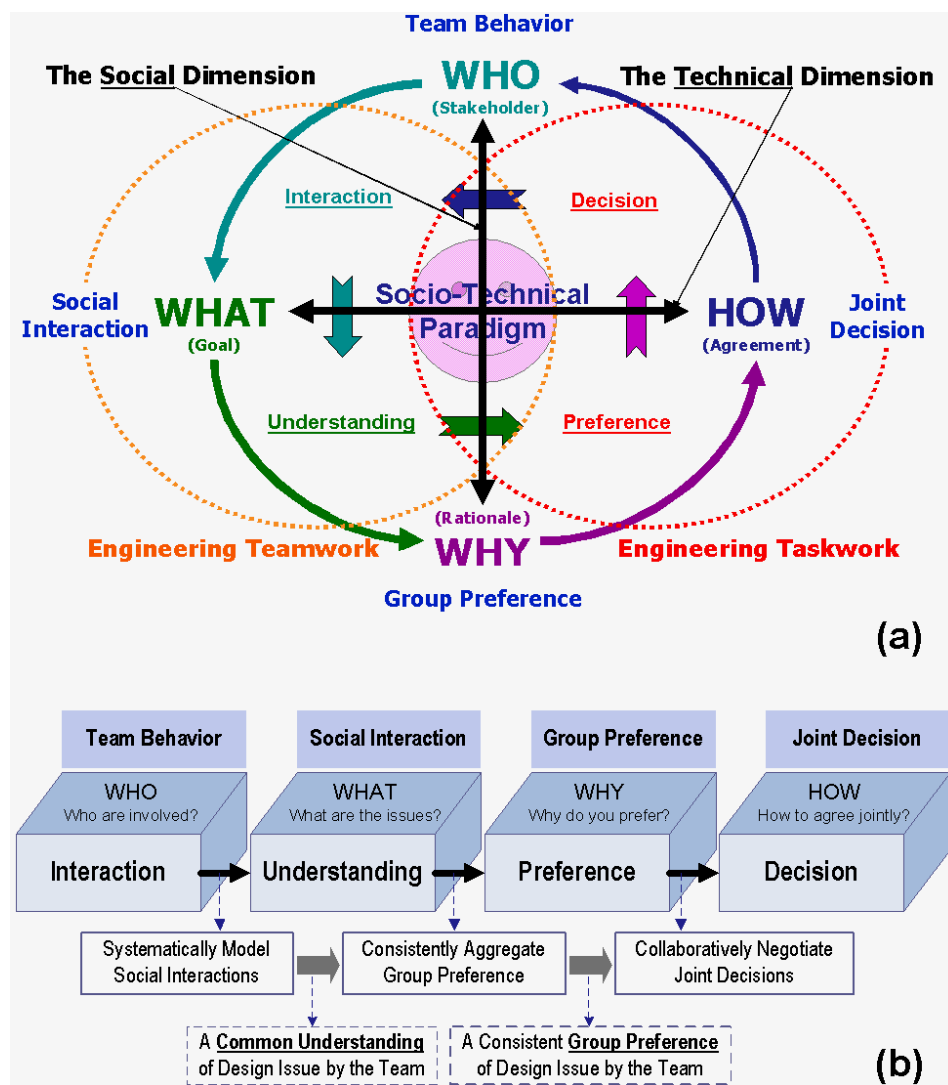 Team Behavior
The Social Dimension
WHO
(Stakeholder)
The Technical Dimension
Interaction
Decision
Social
Interaction
WHAT
(Goal)
Socio-Technical
Paradigm
HOW
(Agreement)
Joint
Decision
Understanding
Preference
(Rationale)
WHY
Engineering Teamwork
Engineering Taskwork
Group Preference
(a)
Team Behavior
Social Interaction
Group Preference
Joint Decision
WHO
Who are involved?
WHAT
What are the issues?
WHY
Why do you prefer?
HOW
How to agree jointly?
Interaction
Understanding
Preference
Decision
Systematically Model
Social Interactions
Consistently Aggregate
Group Preference
Collaboratively Negotiate
Joint Decisions
A Common Understanding
of Design Issue by the Team
A Consistent Group Preference
of Design Issue by the Team
(b)